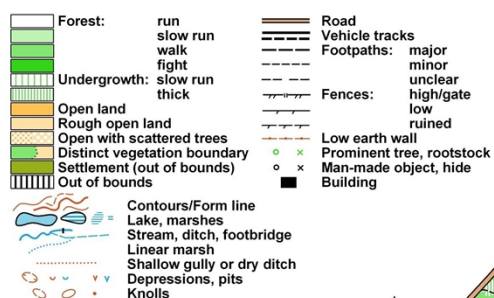 Forest: run
slow run
walk
fight
Undergrowth: slow run
thick
Open land
Rough open land
Open with scattered trees
Distinct vegetation boundary
Settlement (out of bounds)
Out of bounds
Road
Vehicle tracks
Footpaths: major
minor
unclear
Fences: high/gate
low
ruined
Low earth wall
Prominent tree, rootstock
Man-made object, hide
Building
Contours/Form line
Lake, marshes
Stream, ditch, footbridge
Linear marsh
Shallow gully or dry ditch
Depressions, pits
Knolls